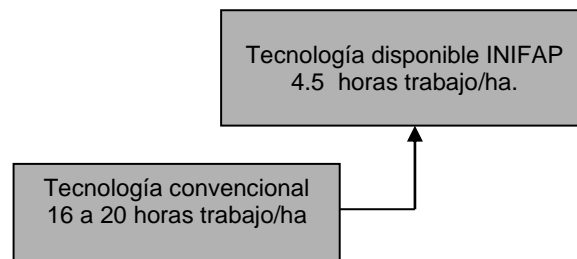 Tecnología disponible INIFAP
4.5 horas trabajo/ha.
Tecnología convencional
16 a 20 horas trabajo/ha